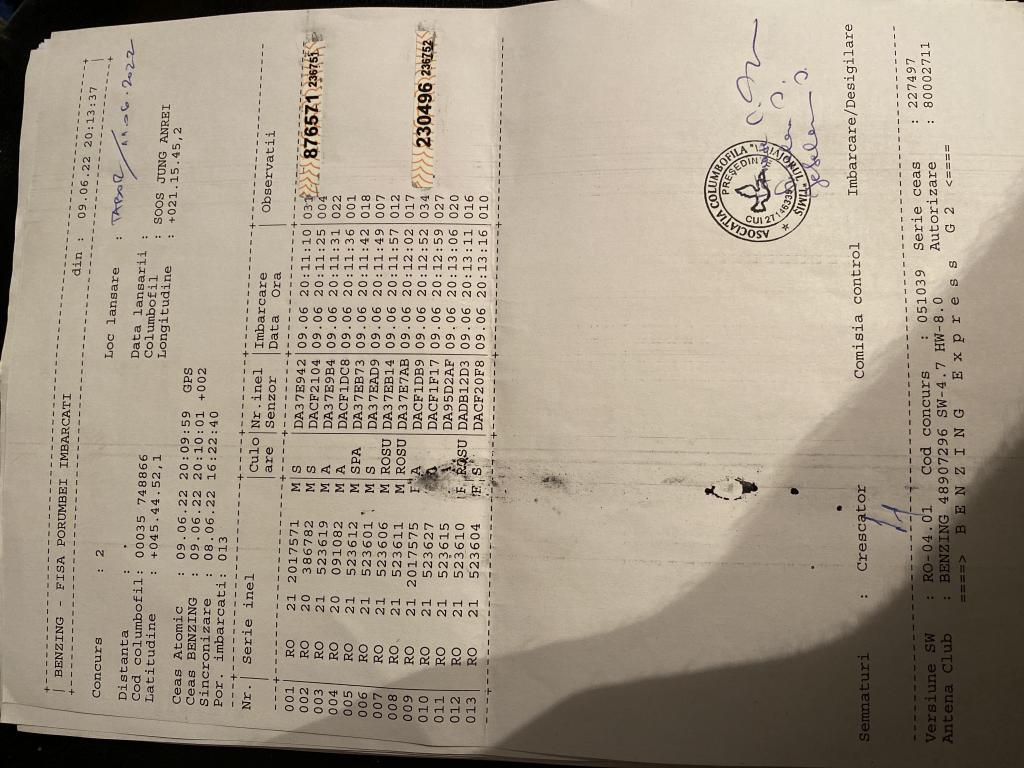 BENZING - FISA PORUMBEI IMBARCATI
din : 09.06.22 20:13:37
Concurs : 2
Loc lansare : TABOR / 11.06.2022
Distanta :
Data lansarii :
Cod columbofil: 00035 748866
Columbofil : SOOS JUNG ANREI
Latitudine : +045.44.52,1
Longitudine : +021.15.45,2
Ceas Atomic : 09.06.22 20:09:59 GPS
Ceas BENZING : 09.06.22 20:10:01 +002
Sincronizare : 08.06.22 16:22:40
Por. imbarcati: 013
Nr. | Serie inel |Culo|Nr.inel |Imbarcare | Observatii
|are |Senzor |Data Ora |
001 RO 21 2017571 M S DA37E942 09.06 20:11:10
002 RO 20 386782 M S DACF2104 09.06 20:11:25 004
003 RO 21 523619 M A DA37E9B4 09.06 20:11:31 022
004 RO 20 091082 M A DACF1DC8 09.06 20:11:36 001
005 RO 21 523612 M SPA DA37EB73 09.06 20:11:42 018
006 RO 21 523601 M S DA37EAD9 09.06 20:11:49 007
007 RO 21 523606 M ROSU DA37EB14 09.06 20:11:57 012
008 RO 21 523611 M ROSU DA37E7AB 09.06 20:12:02 017
009 RO 21 2017575 F A DACF1DB9 09.06 20:12:52 034
010 RO 21 523627 DACF1F17 09.06 20:12:59 027
011 RO 21 523615 DA95D2AF 09.06 20:13:06 020
012 RO 21 523610 F ROSU DADB12D3 09.06 20:13:11 016
013 RO 21 523604 F S DACF20F8 09.06 20:13:16 010
876571 236751
230496 236752
ASOCIATIA COLUMBOFILA
PRESEDINTE
CUI
TIMIS
Semnaturi : Crescator Comisia control Imbarcare/Desigilare
Versiune SW : RO-04.01 Cod concurs : 051039 Serie ceas : 227497
Antena Club : BENZING 48907296 SW-4.7 HW-8.0 Autorizare : 80002711
====> B E N Z I N G E x p r e s s G 2 <====